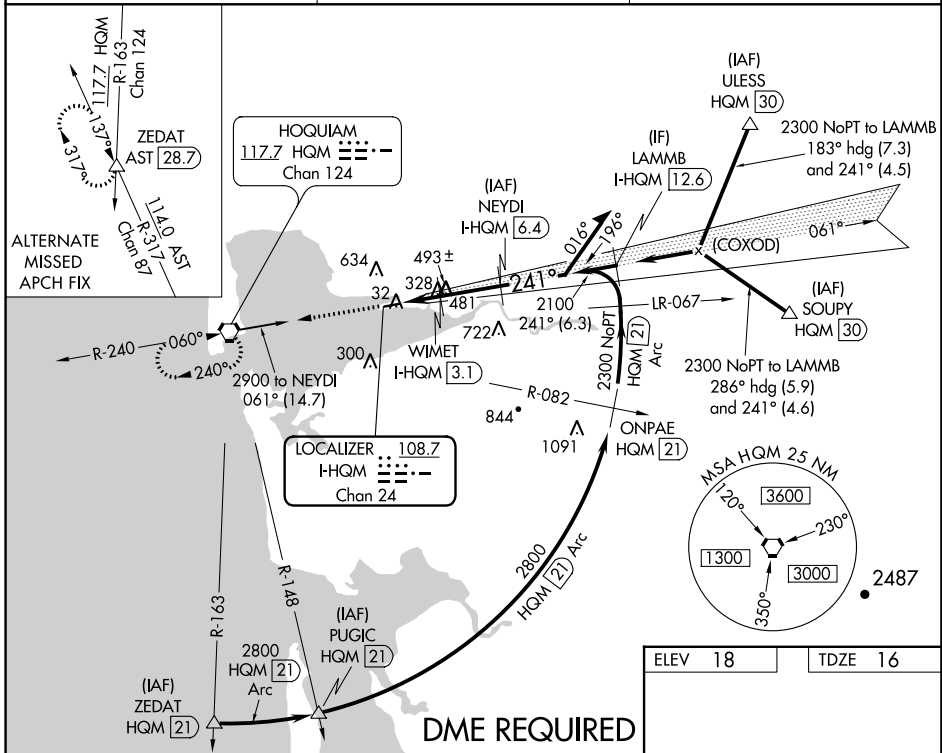 117.7 HQM
R-163
Chan 124
137°
317°
ZEDAT
AST 28.7
114.0 AST
R-317
Chan 87
ALTERNATE
MISSED
APCH FIX
HOQUIAM
117.7 HQM
Chan 124
(IAF)
ULESS
HQM 30
2300 NoPT to LAMMB
183° hdg (7.3)
and 241° (4.5)
(IF)
LAMMB
I-HQM 12.6
(IAF)
NEYDI
I-HQM 6.4
016°
196°
061°
(COXOD)
634
493±
328
32
481
241°
2100
241° (6.3)
LR-067
(IAF)
SOUPY
HQM 30
722
WIMET
I-HQM 3.1
300
R-240
060°
240°
2900 to NEYDI
061° (14.7)
2300 NoPT
HQM 21
Arc
2300 NoPT to LAMMB
286° hdg (5.9)
and 241° (4.6)
R-082
844
1091
ONPAE
HQM 21
LOCALIZER 108.7
I-HQM
Chan 24
MSA HQM 25 NM
120°
3600
230°
1300
3000
350°
2487
2800
HQM 21 Arc
R-163
R-148
(IAF)
PUGIC
HQM 21
2800
HQM 21
Arc
(IAF)
ZEDAT
HQM 21
DME REQUIRED
ELEV 18
TDZE 16